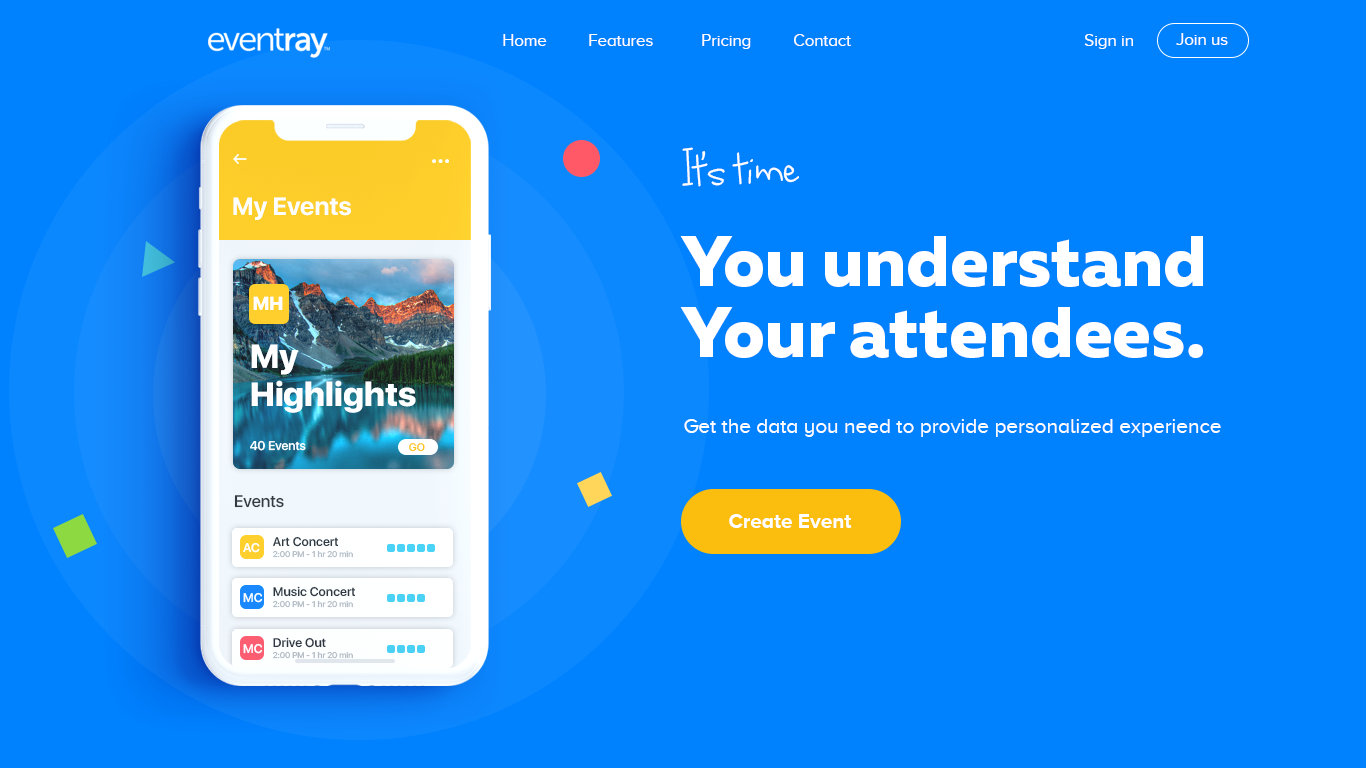 eventray™
Home
Features
Pricing
Contact
Sign in
Join us
My Events
MH
My
Highlights
40 Events
GO
Events
AC
Art Concert
2:00 PM - 1 hr 20 min
MC
Music Concert
2:00 PM - 1 hr 20 min
MC
Drive Out
2:00 PM - 1 hr 20 min
It's time
You understand
Your attendees.
Get the data you need to provide personalized experience
Create Event